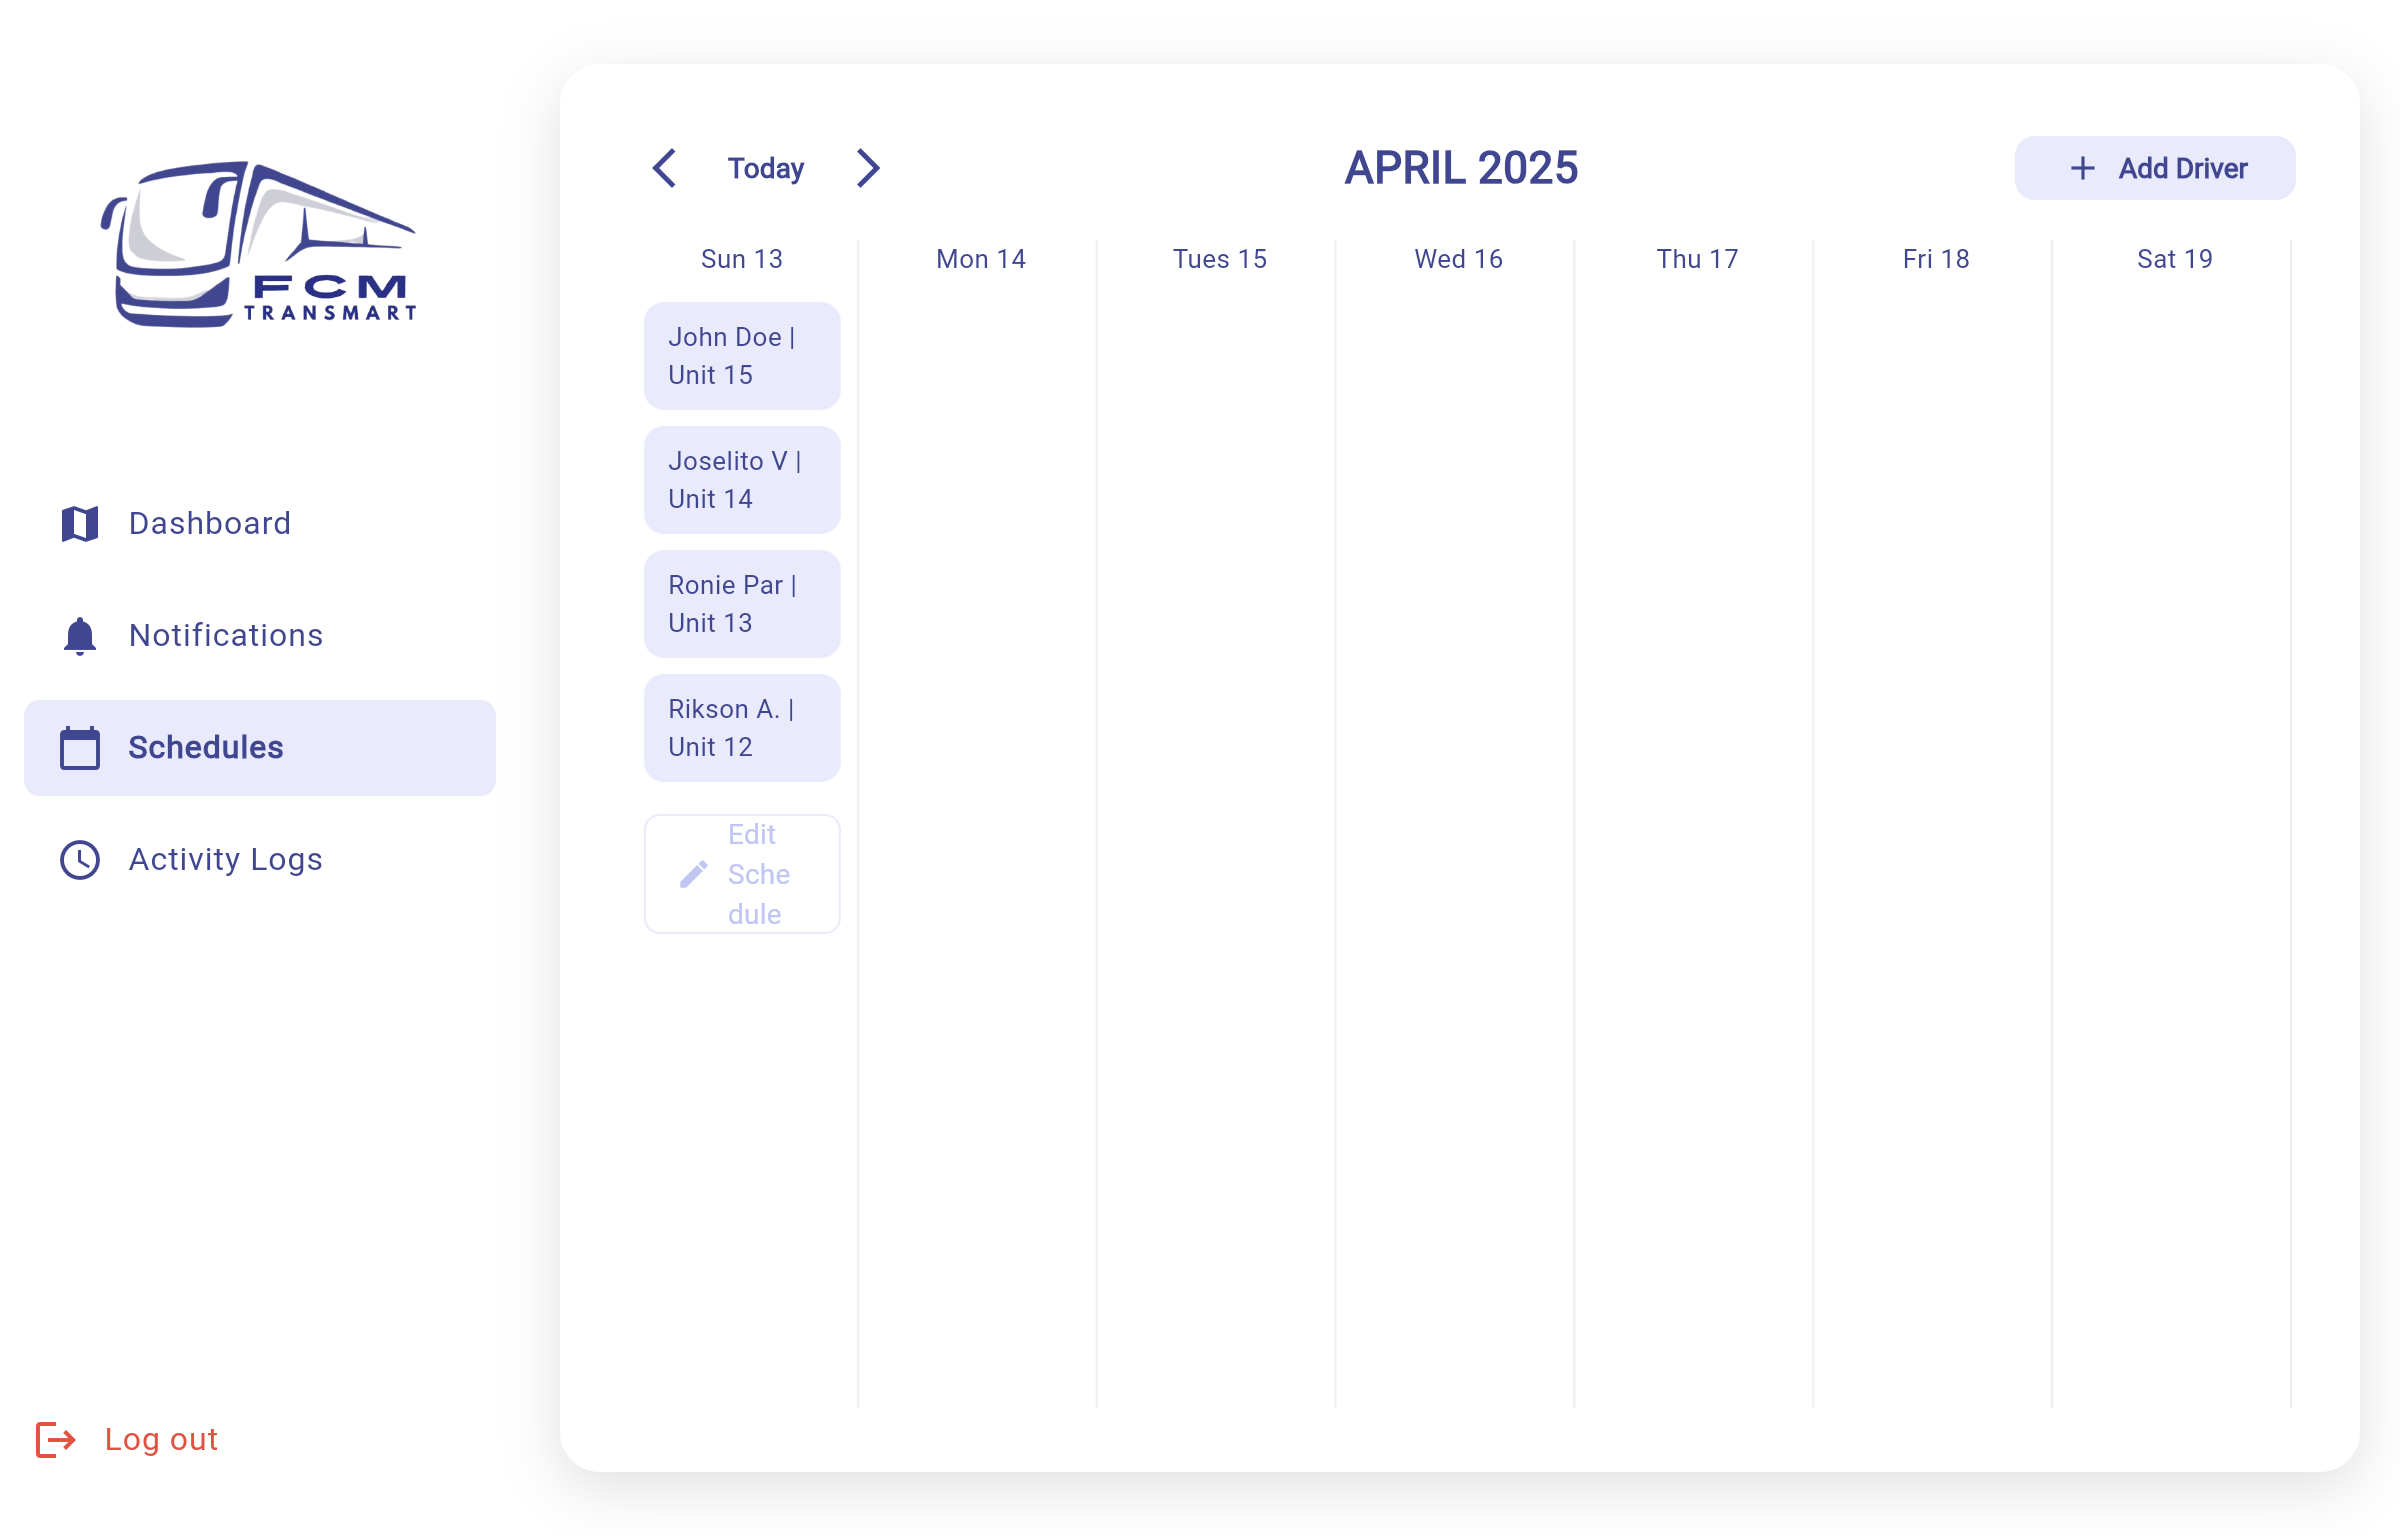 FCM
TRANSMART
Dashboard
Notifications
Schedules
Activity Logs
Log out
Today
APRIL 2025
Add Driver
Sun 13
Mon 14
Tues 15
Wed 16
Thu 17
Fri 18
Sat 19
John Doe |
Unit 15
Joselito V |
Unit 14
Ronie Par |
Unit 13
Rikson A. |
Unit 12
Edit
Sche
dule